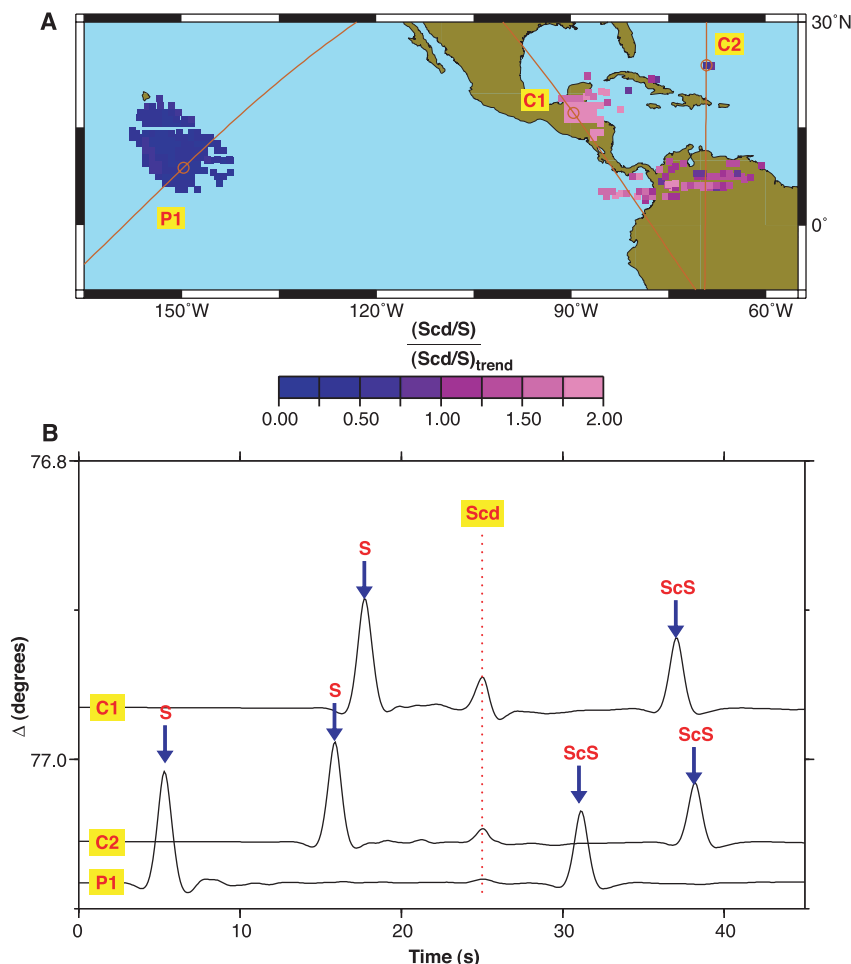 A
30˚N
C2
C1
P1
0˚
150˚W
120˚W
90˚W
60˚W
(Scd/S)
(Scd/S)trend
0.00
0.50
1.00
1.50
2.00
B
76.8
Scd
S
ScS
S
ScS
C1
S
77.0
ScS
C2
P1
Δ (degrees)
0
10
20
30
40
Time (s)